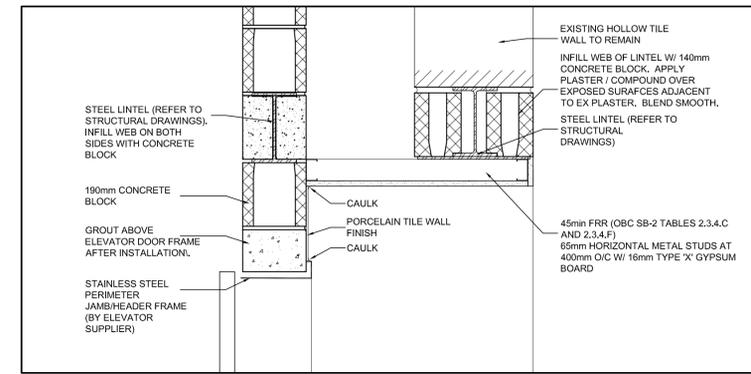 EXISTING HOLLOW TILE
WALL TO REMAIN
INFILL WEB OF LINTEL W/ 140mm
CONCRETE BLOCK. APPLY
PLASTER / COMPOUND OVER
EXPOSED SURAFCES ADJACENT
TO EX PLASTER. BLEND SMOOTH.
STEEL LINTEL (REFER TO
STRUCTURAL
DRAWINGS)
STEEL LINTEL (REFER TO
STRUCTURAL DRAWINGS).
INFILL WEB ON BOTH
SIDES WITH CONCRETE
BLOCK
190mm CONCRETE
BLOCK
GROUT ABOVE
ELEVATOR DOOR FRAME
AFTER INSTALLATION\.
STAINLESS STEEL
PERIMETER
JAMB/HEADER FRAME
(BY ELEVATOR
SUPPLIER)
CAULK
PORCELAIN TILE WALL
FINISH
CAULK
45min FRR (OBC SB-2 TABLES 2.3.4.C
AND 2.3.4.F)
65mm HORIZONTAL METAL STUDS AT
400mm O/C W/ 16mm TYPE 'X' GYPSUM
BOARD